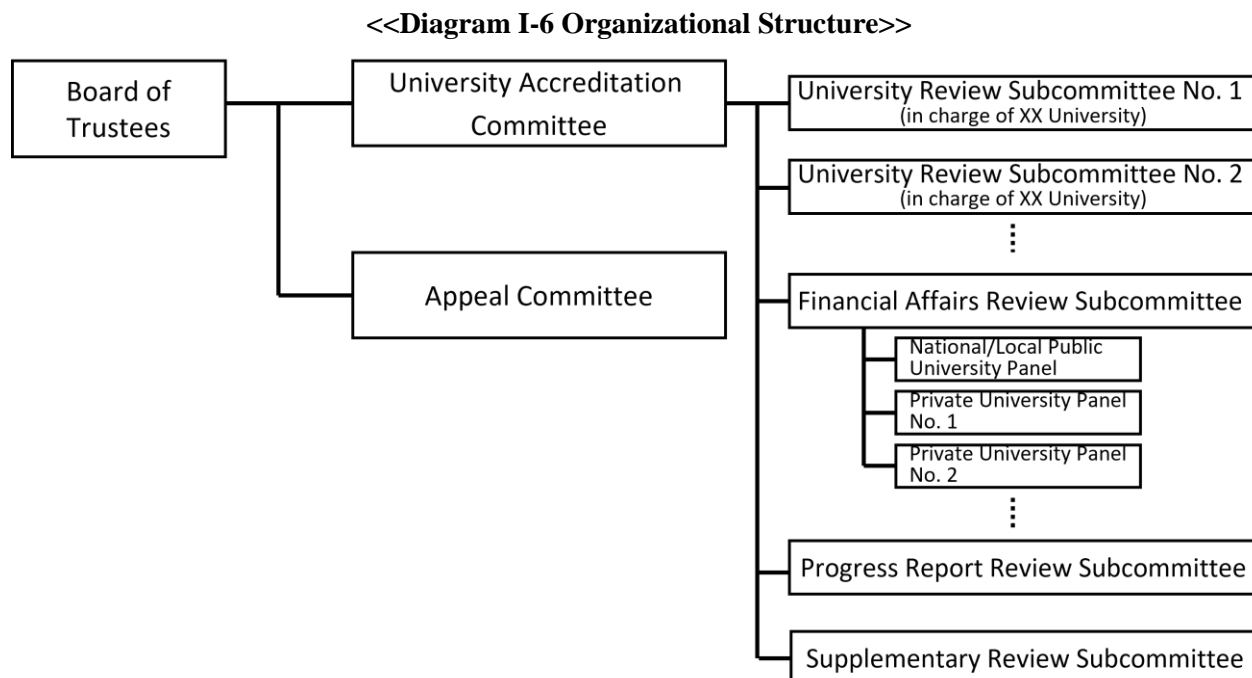 <<Diagram I-6 Organizational Structure>>
Board of
Trustees
University Accreditation
Committee
Appeal Committee
University Review Subcommittee No. 1
(in charge of XX University)
University Review Subcommittee No. 2
(in charge of XX University)
Financial Affairs Review Subcommittee
National/Local Public
University Panel
Private University Panel
No. 1
Private University Panel
No. 2
Progress Report Review Subcommittee
Supplementary Review Subcommittee